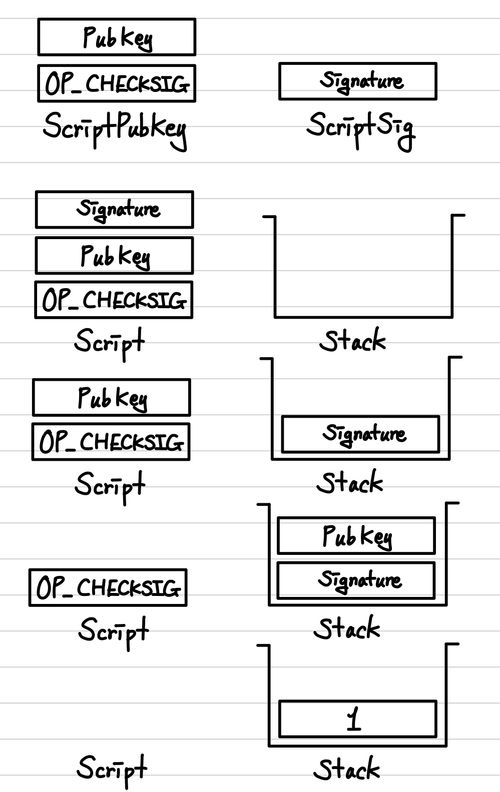 PubKey
OP_CHECKSIG Signature
ScriptPubKey ScriptSig
Signature
PubKey
OP_CHECKSIG
Script Stack
PubKey
OP_CHECKSIG Signature
Script Stack
PubKey
OP_CHECKSIG Signature
Script Stack
1
Script Stack